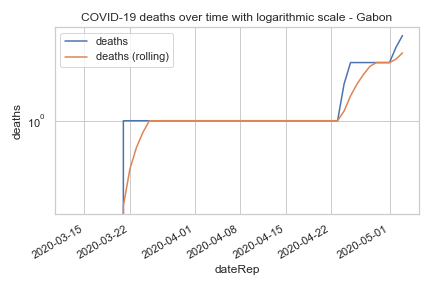 COVID-19 deaths over time with logarithmic scale - Gabon
deaths
deaths (rolling)
deaths
10⁰
2020-03-15
2020-03-22
2020-04-01
2020-04-08
2020-04-15
2020-04-22
2020-05-01
dateRep